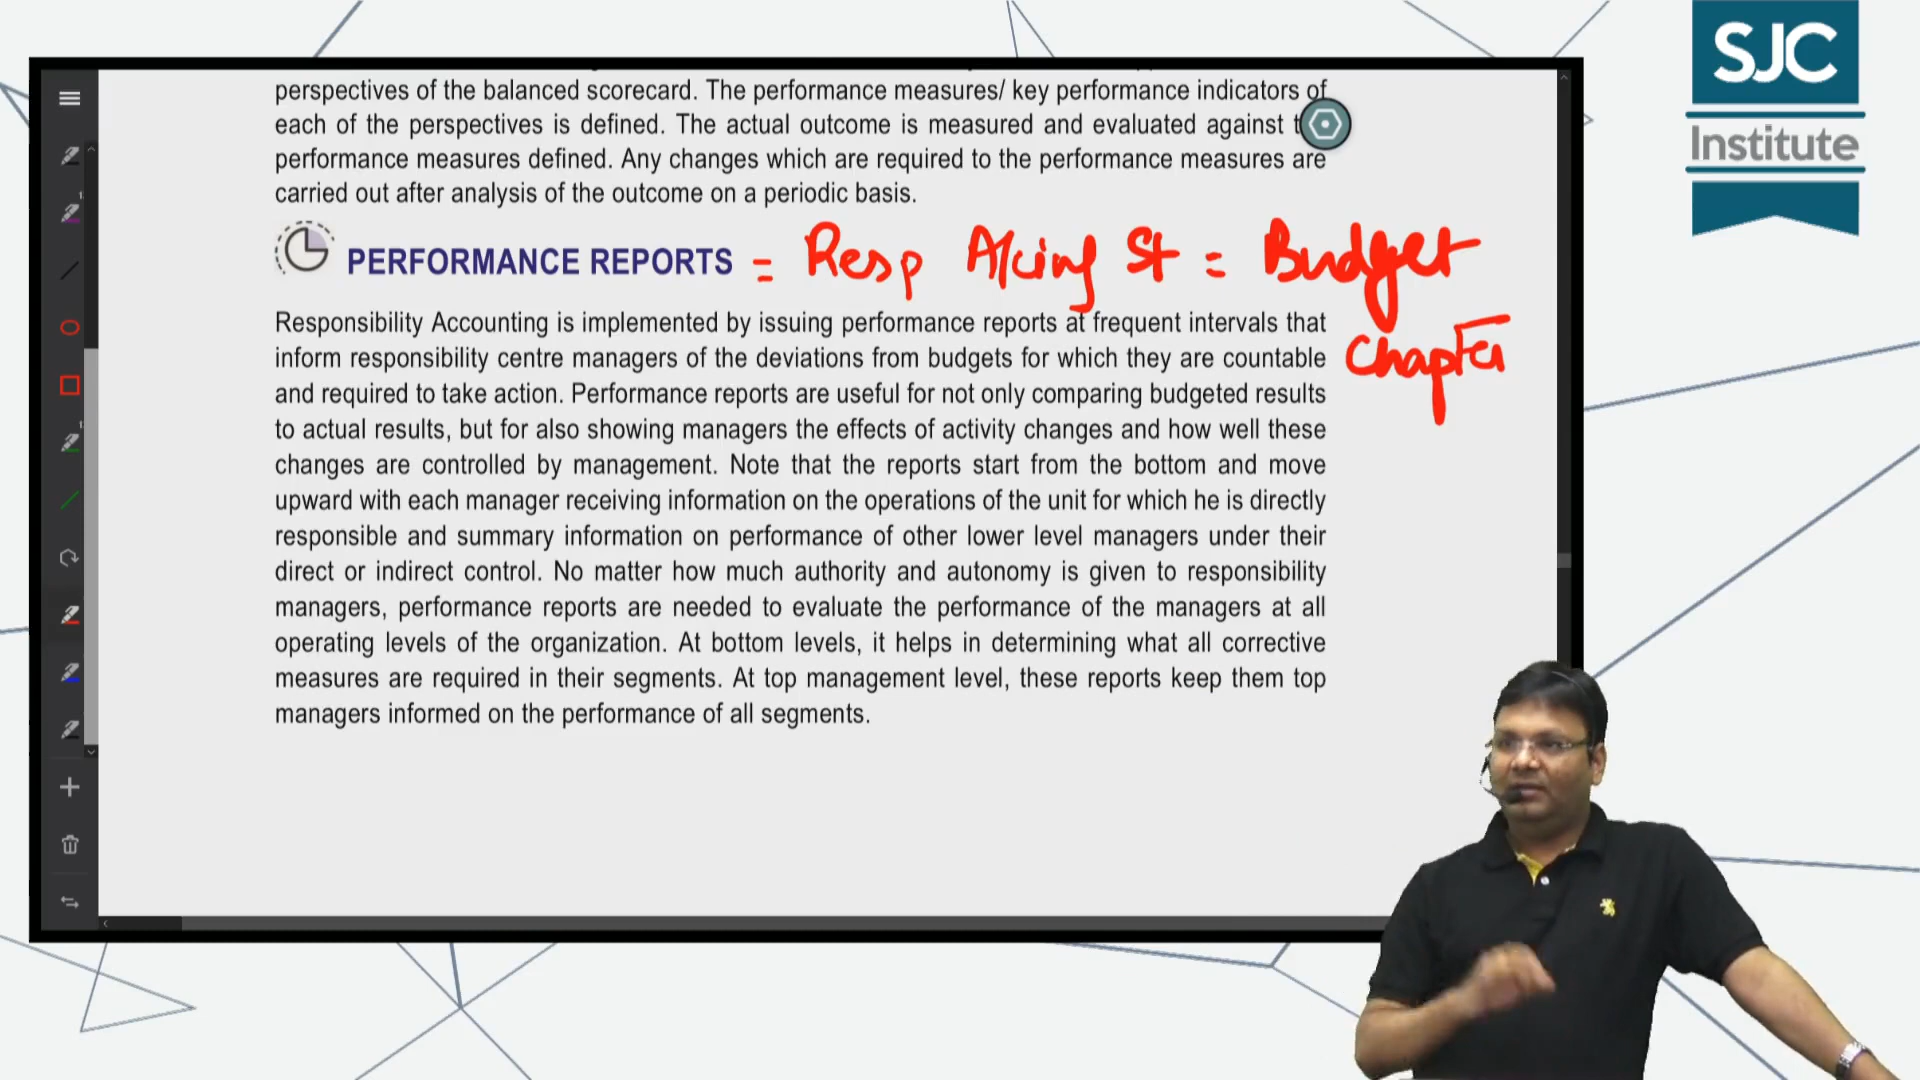 SJC
Institute
perspectives of the balanced scorecard. The performance measures/ key performance indicators of
each of the perspectives is defined. The actual outcome is measured and evaluated against
performance measures defined. Any changes which are required to the performance measures are
carried out after analysis of the outcome on a periodic basis.
PERFORMANCE REPORTS = Resp A/cing St = Budget
Chapter
Responsibility Accounting is implemented by issuing performance reports at frequent intervals that
inform responsibility centre managers of the deviations from budgets for which they are countable
and required to take action. Performance reports are useful for not only comparing budgeted results
to actual results, but for also showing managers the effects of activity changes and how well these
changes are controlled by management. Note that the reports start from the bottom and move
upward with each manager receiving information on the operations of the unit for which he is directly
responsible and summary information on performance of other lower level managers under their
direct or indirect control. No matter how much authority and autonomy is given to responsibility
managers, performance reports are needed to evaluate the performance of the managers at all
operating levels of the organization. At bottom levels, it helps in determining what all corrective
measures are required in their segments. At top management level, these reports keep them top
managers informed on the performance of all segments.